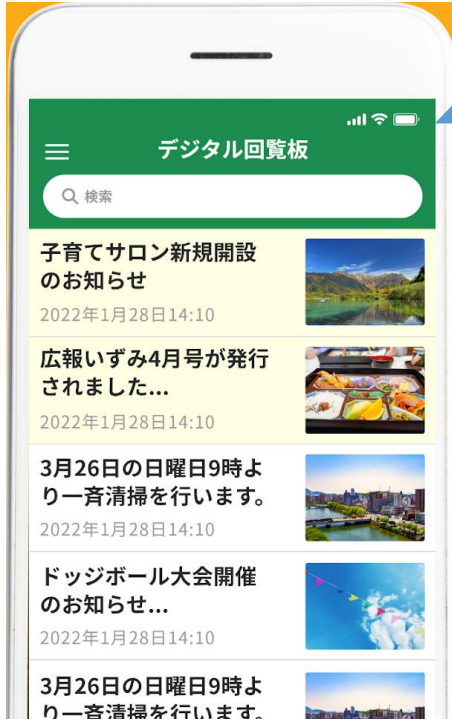 デジタル回覧板
検索
子育てサロン新規開設
のお知らせ
2022年1月28日14:10
広報いずみ4月号が発行
されました...
2022年1月28日14:10
3月26日の日曜日9時よ
り一斉清掃を行います。
2022年1月28日14:10
ドッジボール大会開催
のお知らせ...
2022年1月28日14:10
3月26日の日曜日9時よ
り一斉清掃を行います。